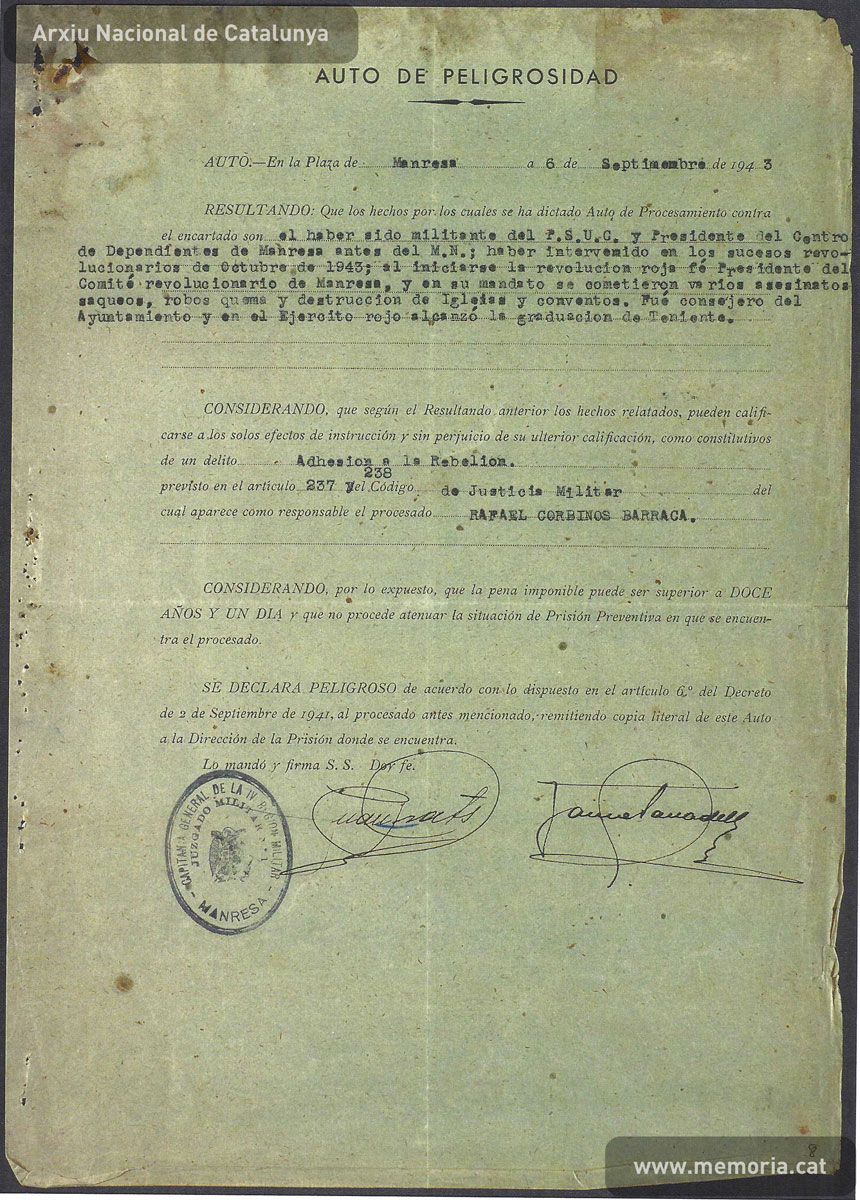 Arxiu Nacional de Catalunya
AUTO DE PELIGROSIDAD
AUTO.—En la Plaza de Manresa a 6 de Septimembre de 1943
RESULTANDO: Que los hechos por los cuales se ha dictado Auto de Procesamiento contra
el encartado son el haber sido militante del P.S.U.C. y Presidente del Centro
de Dependientes de Manresa antes del M.N.; haber intervenido en los sucesos revo-
lucionarios de Octubre de 1943; al iniciarse la revolucion roja fé Presidente del
Comité revolucionario de Manresa, y en su mandato se cometieron varios asesinatos
saqueos, robos quema y destruccion de Iglesias y conventos. Fué consejero del
Ayuntamiento y en el Ejercito rojo alcanzó la graduacion de Teniente.
CONSIDERANDO, que según el Resultando anterior los hechos relatados, pueden califi-
carse a los solos efectos de instrucción y sin perjuicio de su ulterior calificación, como constitutivos
de un delito Adhesion a la Rebelion.
238
previsto en el artículo 237 y del Código de Justicia Militar del
cual aparece como responsable el procesado RAFAEL CORBINOS BARRACA.
CONSIDERANDO, por lo expuesto, que la pena imponible puede ser superior a DOCE
AÑOS Y UN DIA y que no procede atenuar la situación de Prisión Preventiva en que se encuen-
tra el procesado.
SE DECLARA PELIGROSO de acuerdo con lo dispuesto en el artículo 6.º del Decreto
de 2 de Septiembre de 1941, al procesado antes mencionado, remitiendo copia literal de este Auto
a la Dirección de la Prisión donde se encuentra.
Lo mandó y firma S. S. Doy fe.
CAPITANIA GENERAL DE LA IV REGION MILITAR
JUZGADO MILITAR N.º 1
- MANRESA -
8
www.memoria.cat